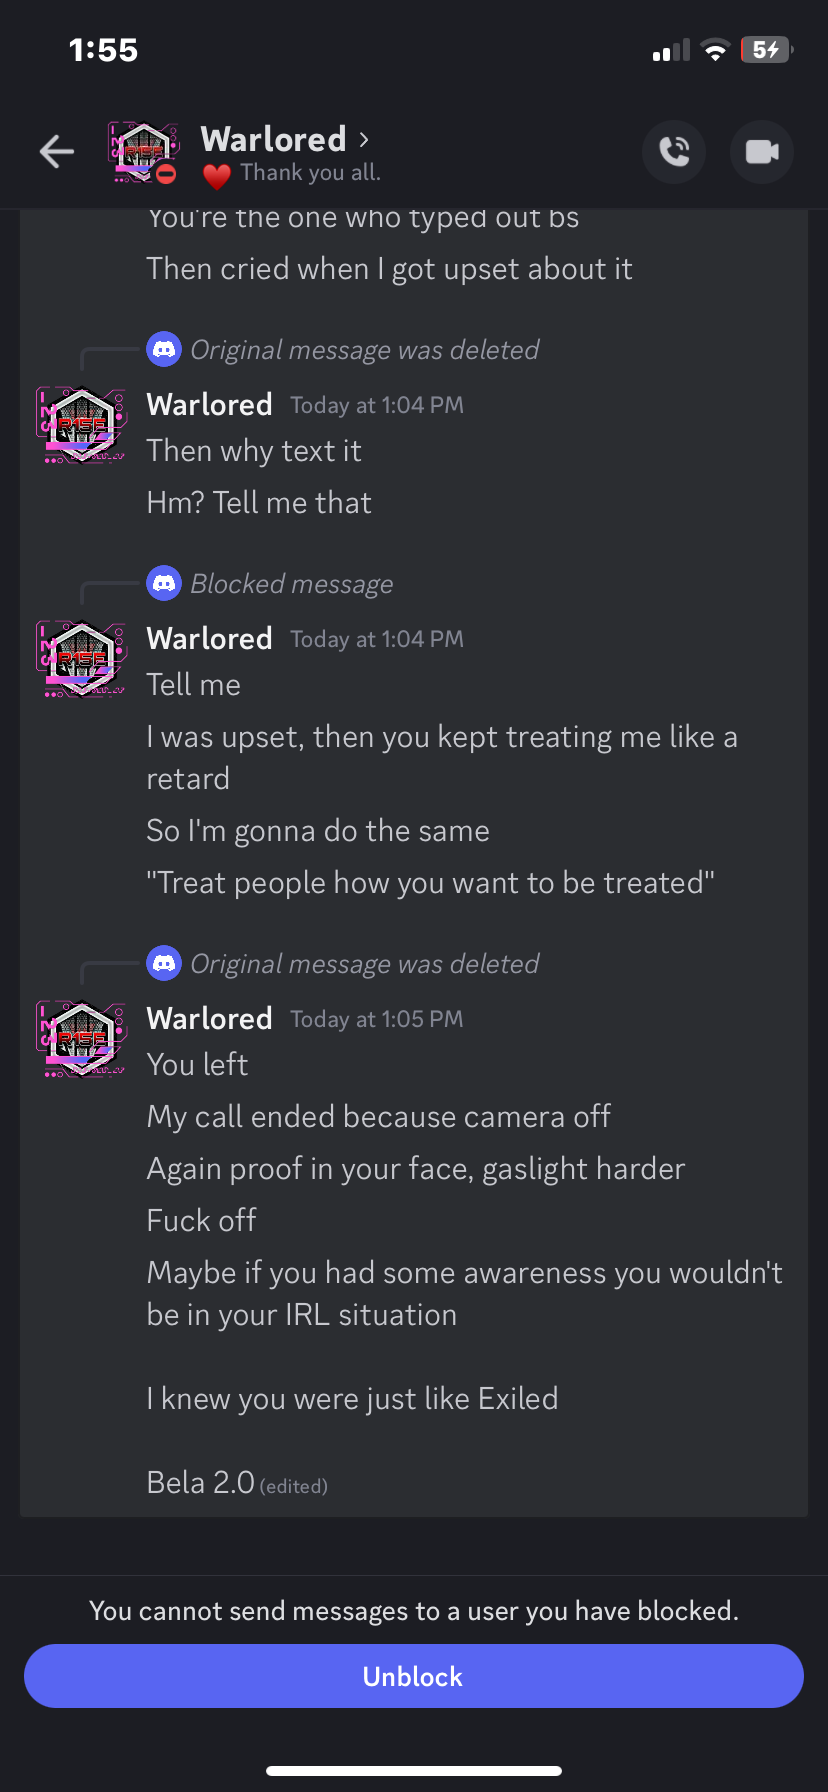 1:55
5
Warlored
Thank you all.
You're the one who typed out bs
Then cried when I got upset about it
Original message was deleted
Warlored Today at 1:04 PM
Then why text it
Hm? Tell me that
Blocked message
Warlored Today at 1:04 PM
Tell me
I was upset, then you kept treating me like a
retard
So I'm gonna do the same
"Treat people how you want to be treated"
Original message was deleted
Warlored Today at 1:05 PM
You left
My call ended because camera off
Again proof in your face, gaslight harder
Fuck off
Maybe if you had some awareness you wouldn't
be in your IRL situation
I knew you were just like Exiled
Bela 2.0 (edited)
You cannot send messages to a user you have blocked.
Unblock